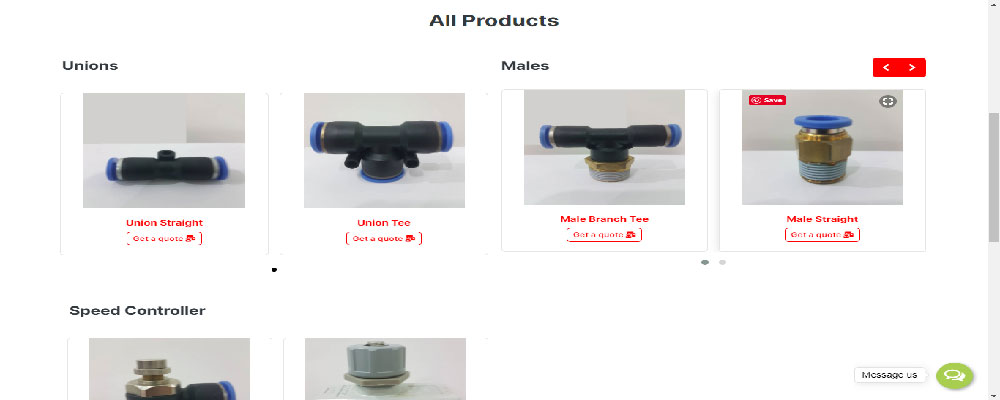 All Products
Unions
Males
Save
Union Straight
Get a quote
Union Tee
Get a quote
Male Branch Tee
Get a quote
Male Straight
Get a quote
Speed Controller
Message us